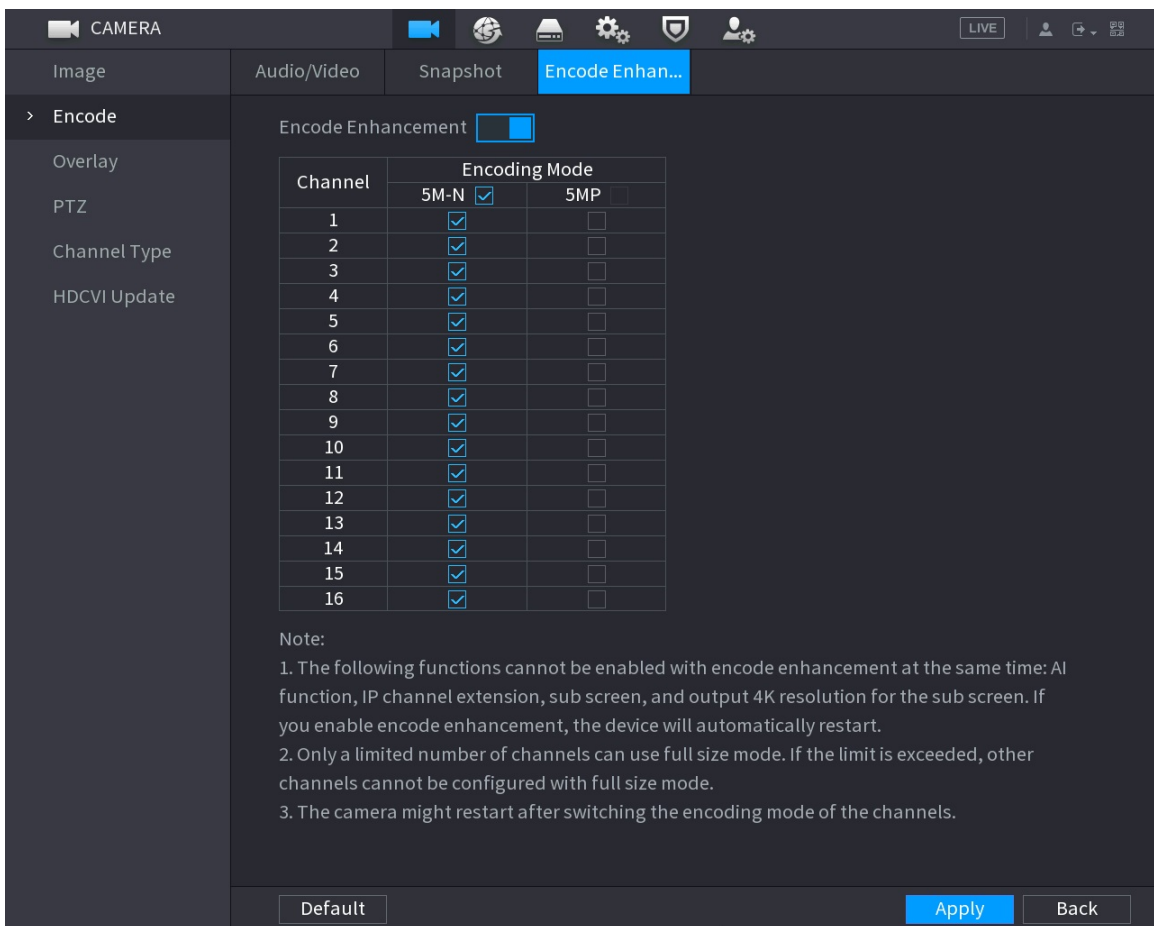 CAMERA
LIVE
Image
Audio/Video
Snapshot
Encode Enhan...
Encode
Overlay
PTZ
Channel Type
HDCVI Update
Encode Enhancement
Channel
Encoding Mode
5M-N
5MP
1
2
3
4
5
6
7
8
9
10
11
12
13
14
15
16
Note:
1. The following functions cannot be enabled with encode enhancement at the same time: AI
function, IP channel extension, sub screen, and output 4K resolution for the sub screen. If
you enable encode enhancement, the device will automatically restart.
2. Only a limited number of channels can use full size mode. If the limit is exceeded, other
channels cannot be configured with full size mode.
3. The camera might restart after switching the encoding mode of the channels.
Default
Apply
Back